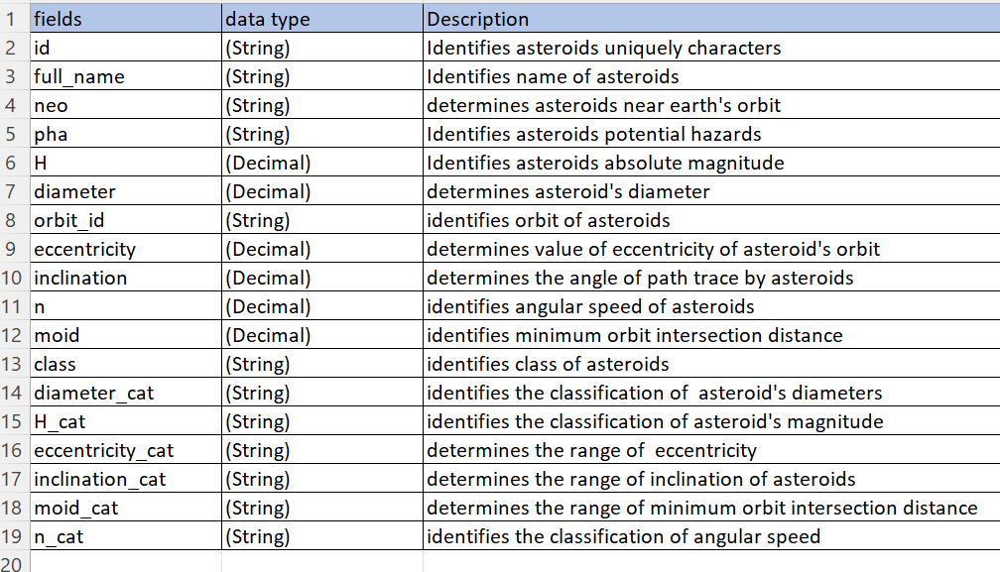 1 fields data type Description
2 id (String) Identifies asteroids uniquely characters
3 full_name (String) Identifies name of asteroids
4 neo (String) determines asteroids near earth's orbit
5 pha (String) Identifies asteroids potential hazards
6 H (Decimal) Identifies asteroids absolute magnitude
7 diameter (Decimal) determines asteroid's diameter
8 orbit_id (String) identifies orbit of asteroids
9 eccentricity (Decimal) determines value of eccentricity of asteroid's orbit
10 inclination (Decimal) determines the angle of path trace by asteroids
11 n (Decimal) identifies angular speed of asteroids
12 moid (Decimal) identifies minimum orbit intersection distance
13 class (String) identifies class of asteroids
14 diameter_cat (String) identifies the classification of  asteroid's diameters
15 H_cat (String) identifies the classification of asteroid's magnitude
16 eccentricity_cat (String) determines the range of  eccentricity
17 inclination_cat (String) determines the range of inclination of asteroids
18 moid_cat (String) determines the range of minimum orbit intersection distance
19 n_cat (String) identifies the classification of angular speed
20